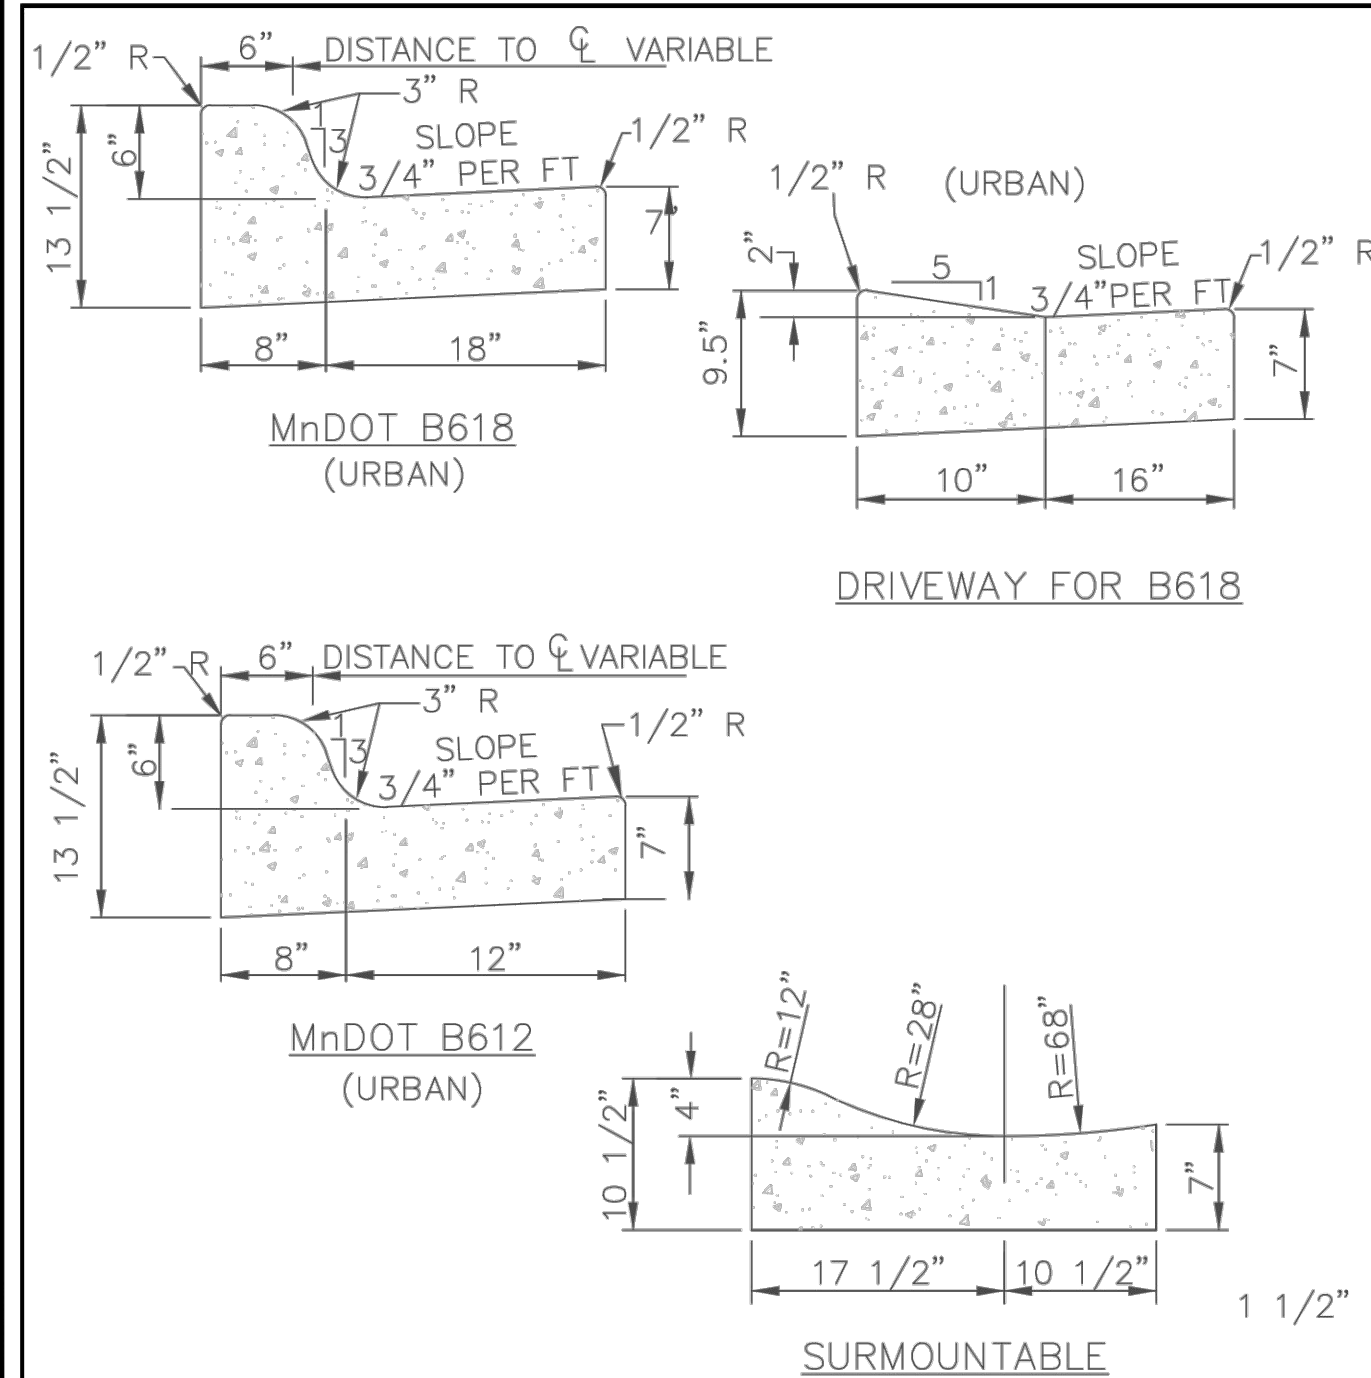 1/2" R
6"
DISTANCE TO ℄ VARIABLE
3" R
1
3
SLOPE
3/4" PER FT
1/2" R
6"
13 1/2"
7"
8"
18"
MnDOT B618
(URBAN)
1/2" R
(URBAN)
2"
5
1
SLOPE
3/4"PER FT
1/2" R
9.5"
7"
10"
16"
DRIVEWAY FOR B618
1/2" R
6"
DISTANCE TO ℄ VARIABLE
3" R
1
3
SLOPE
3/4" PER FT
1/2" R
6"
13 1/2"
7"
8"
12"
MnDOT B612
(URBAN)
R=12"
R=28"
R=68"
4"
10 1/2"
7"
17 1/2"
10 1/2"
1 1/2"
SURMOUNTABLE